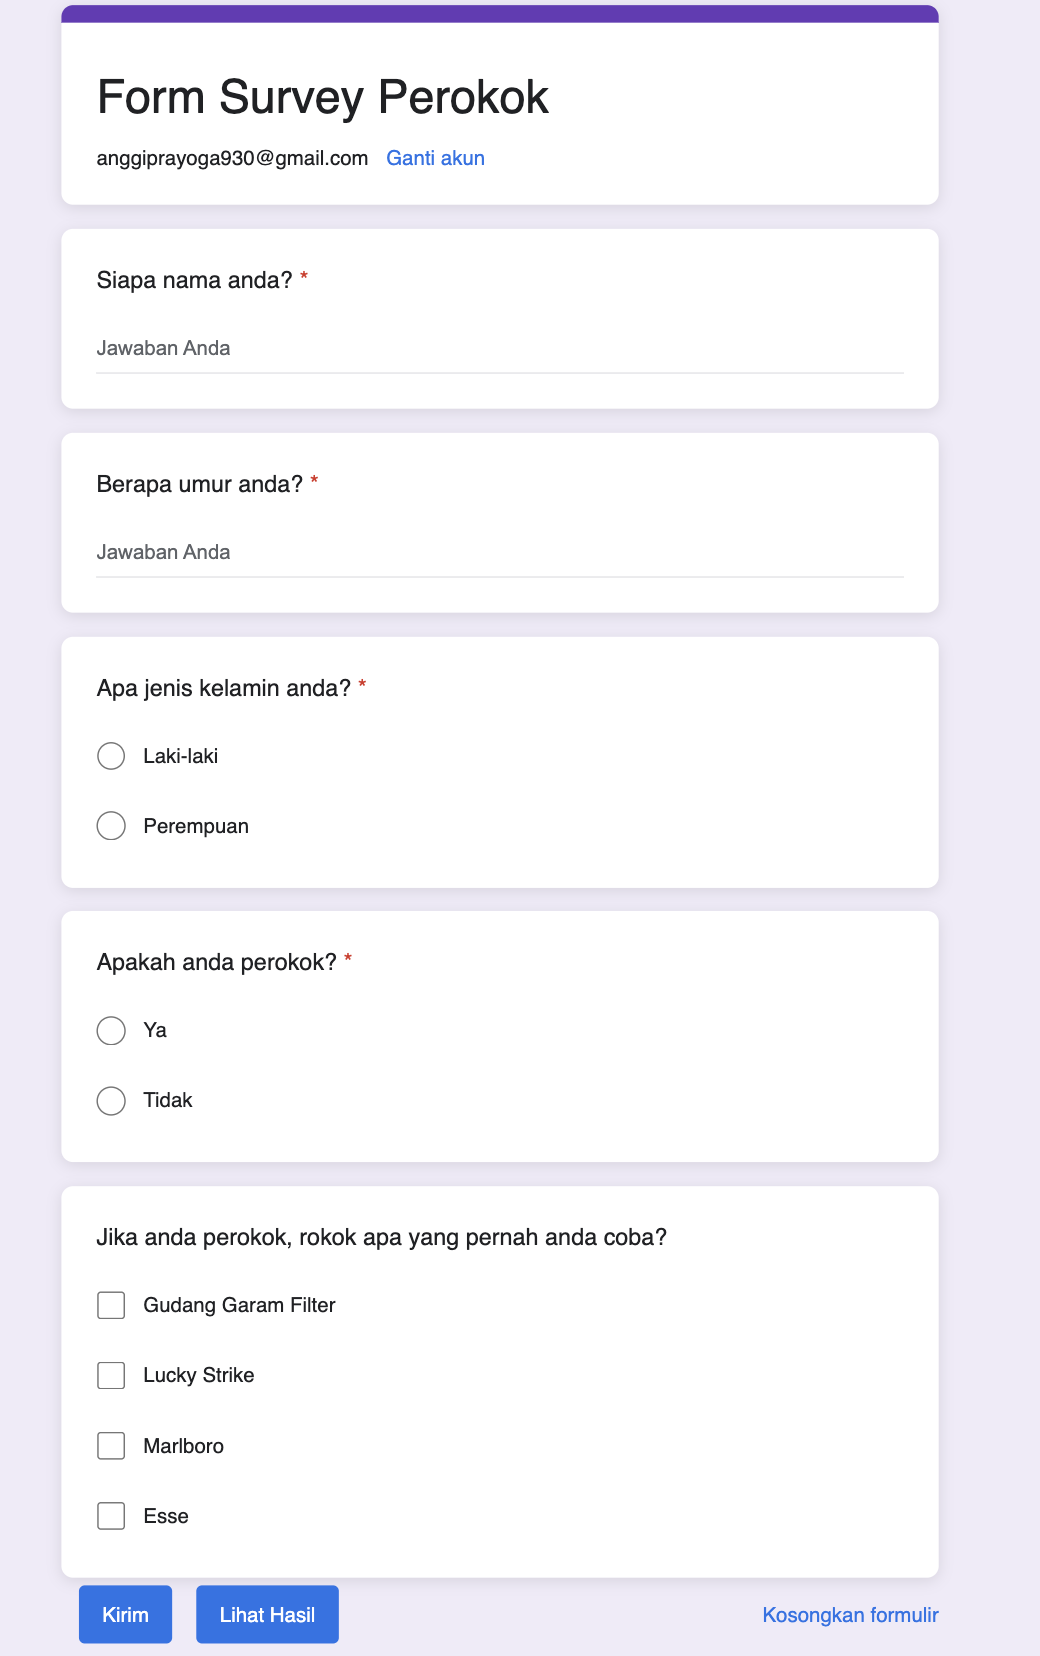 Form Survey Perokok
anggiprayoga930@gmail.com Ganti akun
Siapa nama anda? *
Jawaban Anda
Berapa umur anda? *
Jawaban Anda
Apa jenis kelamin anda? *
Laki-laki
Perempuan
Apakah anda perokok? *
Ya
Tidak
Jika anda perokok, rokok apa yang pernah anda coba?
Gudang Garam Filter
Lucky Strike
Marlboro
Esse
Kirim Lihat Hasil Kosongkan formulir